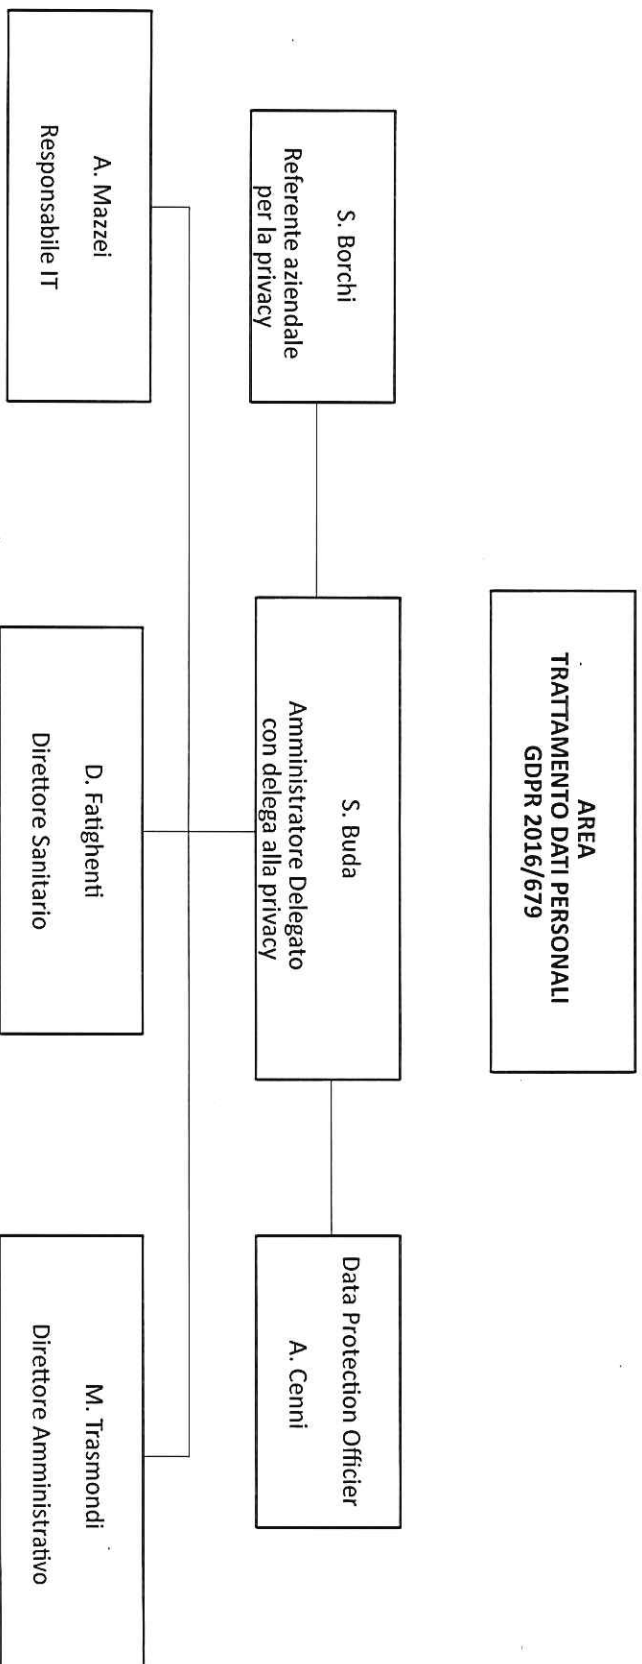 AREA
TRATTAMENTO DATI PERSONALI
GDPR 2016/679
S. Borchi
Referente aziendale
per la privacy
S. Buda
Amministratore Delegato
con delega alla privacy
Data Protection Officier
A. Cenni
A. Mazzei
Responsabile IT
D. Fatighenti
Direttore Sanitario
M. Trasmondi
Direttore Amministrativo